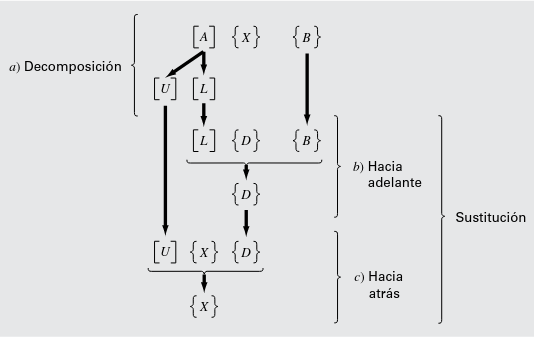 [A] {X} {B}
a) Decomposición
[U] [L]
[L] {D} {B}
b) Hacia
adelante
{D}
Sustitución
[U] {X} {D}
c) Hacia
atrás
{X}